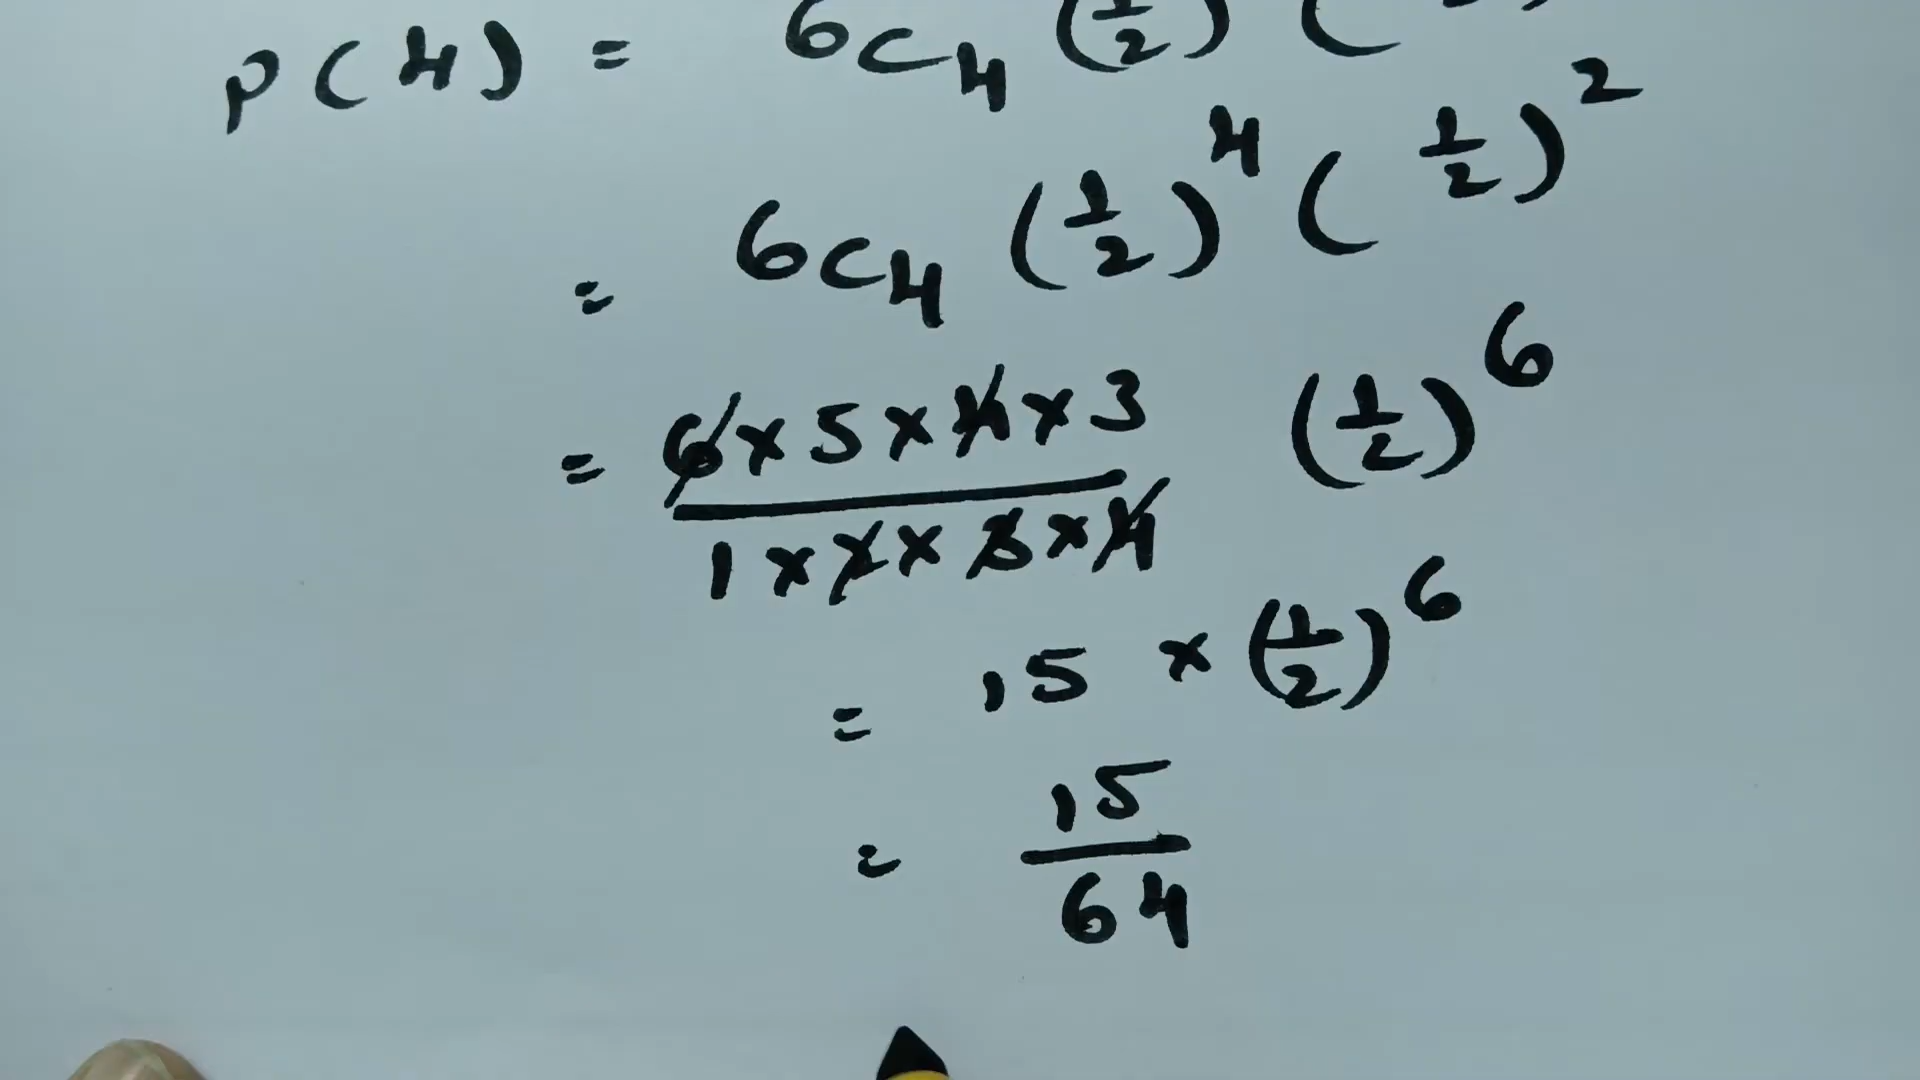 P(4) = 6C4 (1/2) (
= 6C4 (1/2)^4 (1/2)^2
= 6×5×4×3 / 1×2×3×4 (1/2)^6
= 15 × (1/2)^6
= 15/64